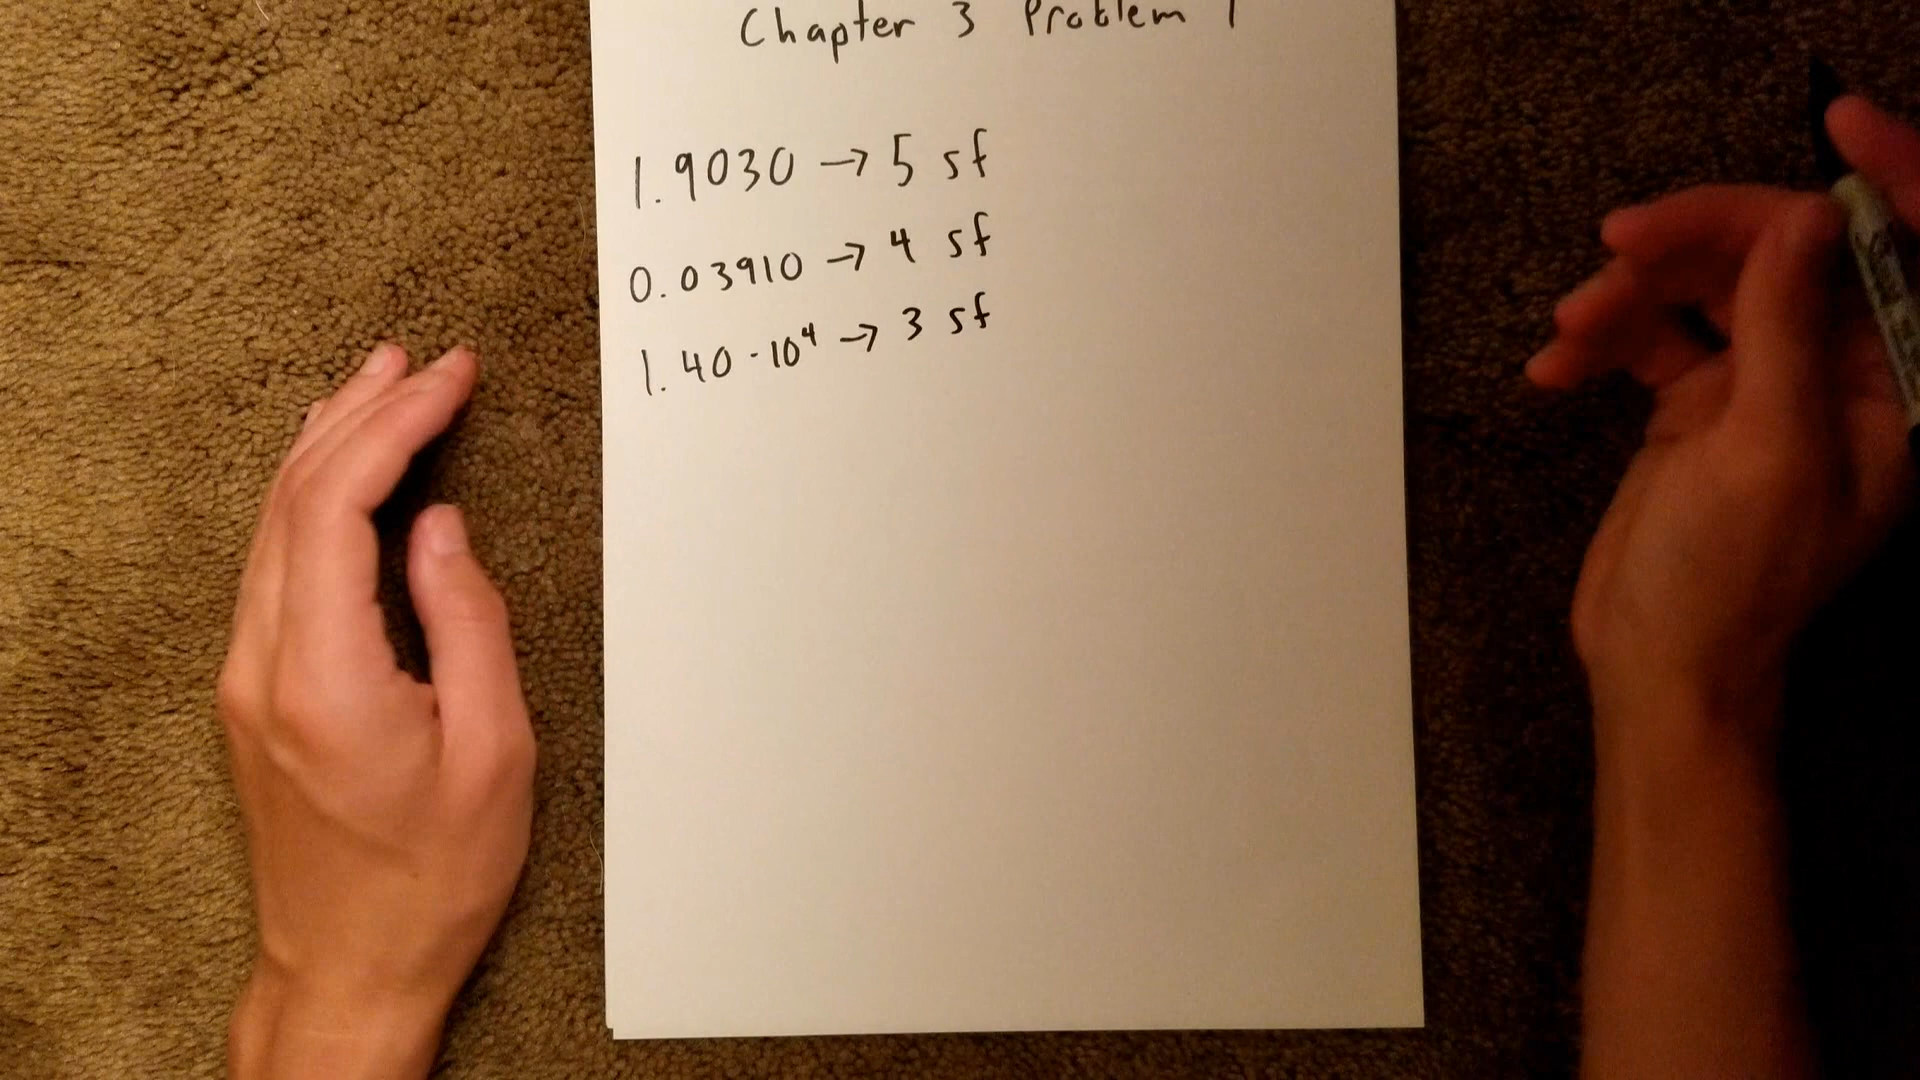 Chapter 3 Problem 1
1.9030 → 5 sf
0.03910 → 4 sf
1.40 · 10⁴ → 3 sf